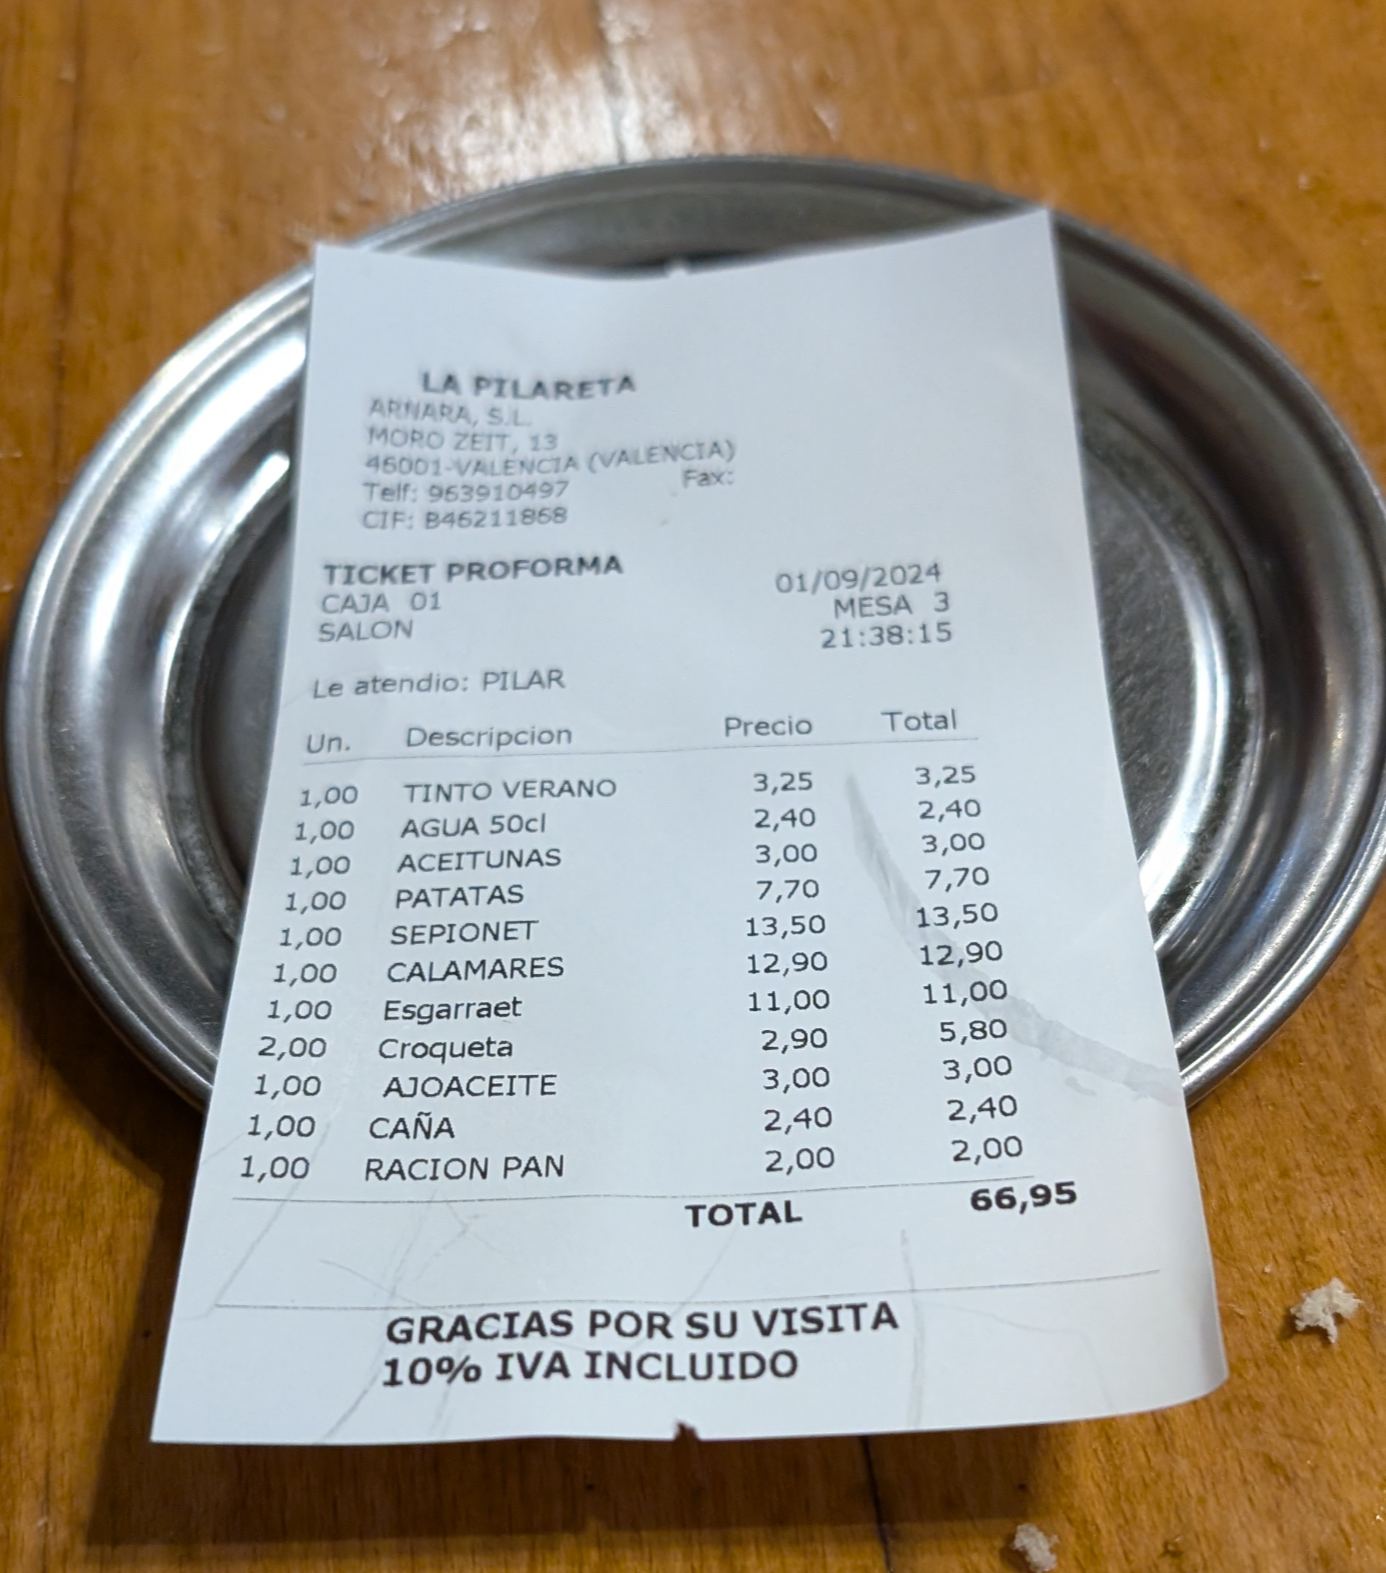 LA PILARETA
ARNARA, S.L.
MORO ZEIT, 13
46001-VALENCIA (VALENCIA)
Telf: 963910497 Fax:
CIF: B46211868
TICKET PROFORMA 01/09/2024
CAJA 01 MESA 3
SALON 21:38:15
Le atendio: PILAR
Un. Descripcion Precio Total
1,00 TINTO VERANO 3,25 3,25
1,00 AGUA 50cl 2,40 2,40
1,00 ACEITUNAS 3,00 3,00
1,00 PATATAS 7,70 7,70
1,00 SEPIONET 13,50 13,50
1,00 CALAMARES 12,90 12,90
1,00 Esgarraet 11,00 11,00
2,00 Croqueta 2,90 5,80
1,00 AJOACEITE 3,00 3,00
1,00 CAÑA 2,40 2,40
1,00 RACION PAN 2,00 2,00
TOTAL 66,95
GRACIAS POR SU VISITA
10% IVA INCLUIDO